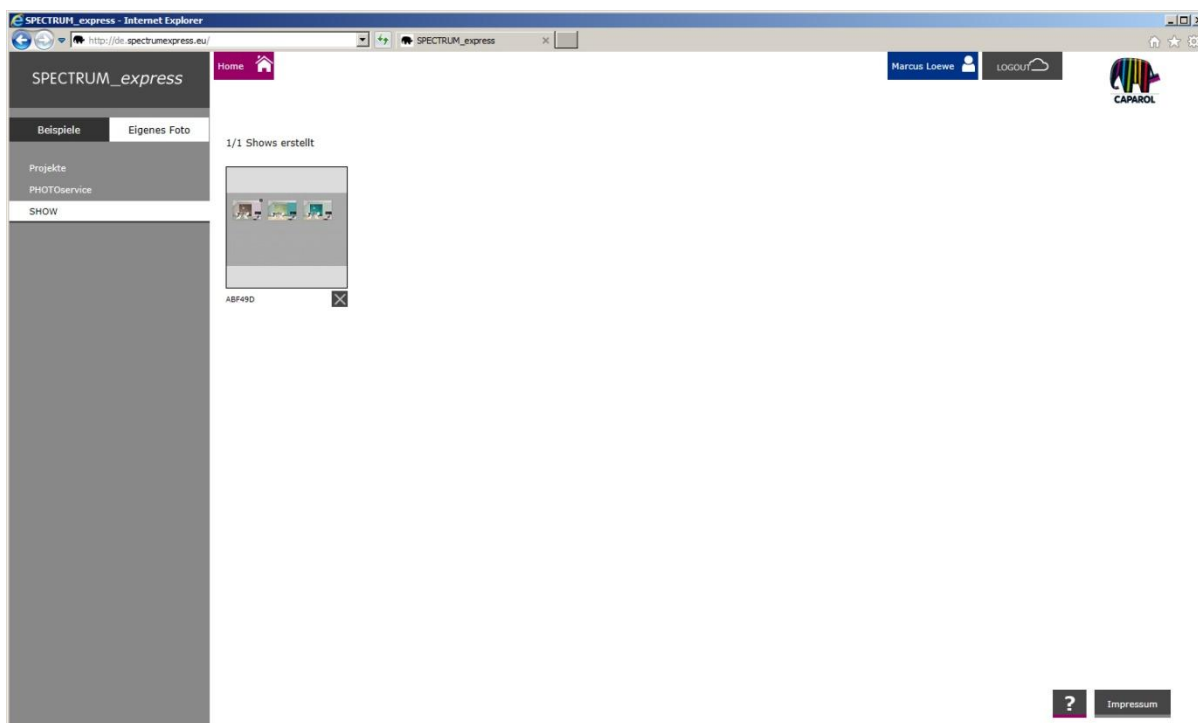 SPECTRUM_express - Internet Explorer
http://de.spectrumexpress.eu/
SPECTRUM_express
SPECTRUM_express
Home
Marcus Loewe
LOGOUT
CAPAROL
Beispiele
Eigenes Foto
1/1 Shows erstellt
Projekte
PHOTOservice
SHOW
ABF49D
?
Impressum